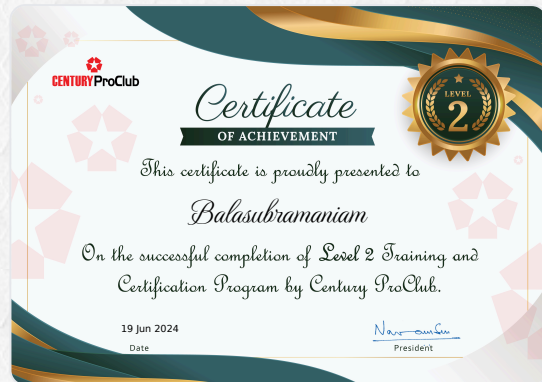 CENTURY ProClub
Certificate
OF ACHIEVEMENT
LEVEL
2
This certificate is proudly presented to
Balasubramaniam
On the successful completion of Level 2 Training and
Certification Program by Century ProClub.
19 Jun 2024
Date
President